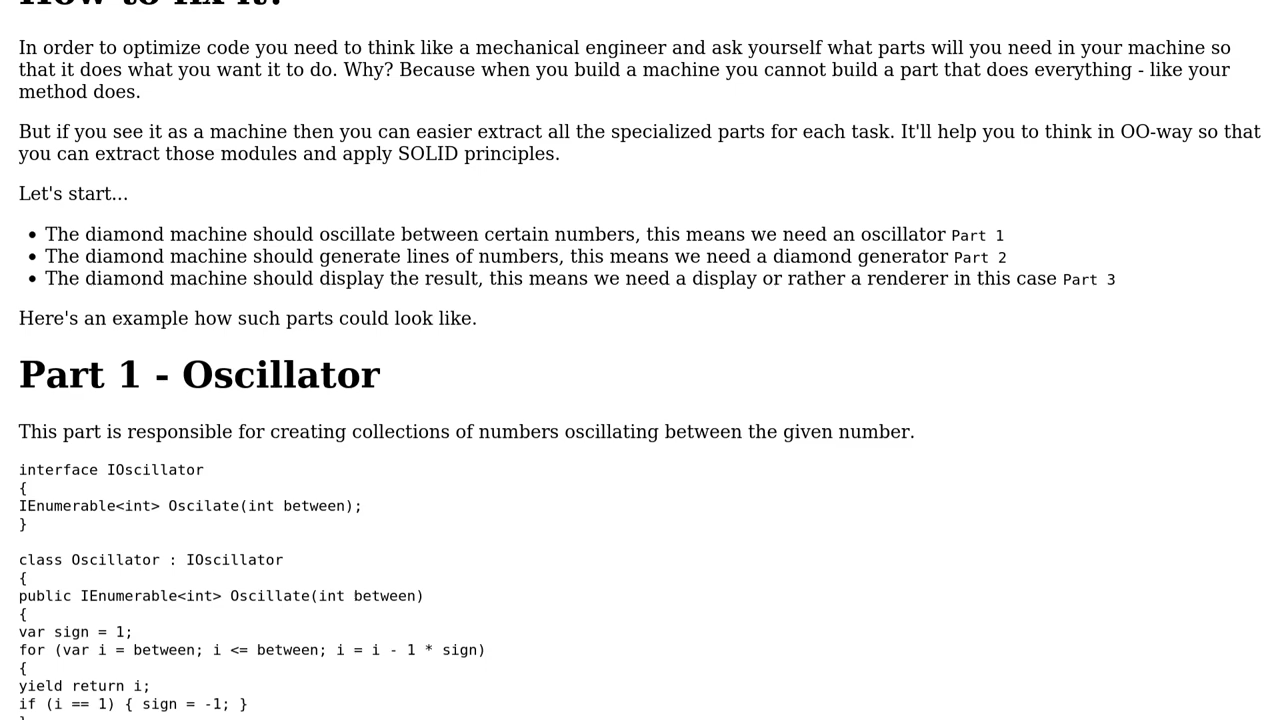 How to fix it?
In order to optimize code you need to think like a mechanical engineer and ask yourself what parts will you need in your machine so
that it does what you want it to do. Why? Because when you build a machine you cannot build a part that does everything - like your
method does.
But if you see it as a machine then you can easier extract all the specialized parts for each task. It'll help you to think in OO-way so that
you can extract those modules and apply SOLID principles.
Let's start...
• The diamond machine should oscillate between certain numbers, this means we need an oscillator Part 1
• The diamond machine should generate lines of numbers, this means we need a diamond generator Part 2
• The diamond machine should display the result, this means we need a display or rather a renderer in this case Part 3
Here's an example how such parts could look like.
Part 1 - Oscillator
This part is responsible for creating collections of numbers oscillating between the given number.
interface IOscillator
{
IEnumerable<int> Oscilate(int between);
}
class Oscillator : IOscillator
{
public IEnumerable<int> Oscillate(int between)
{
var sign = 1;
for (var i = between; i <= between; i = i - 1 * sign)
{
yield return i;
if (i == 1) { sign = -1; }
}